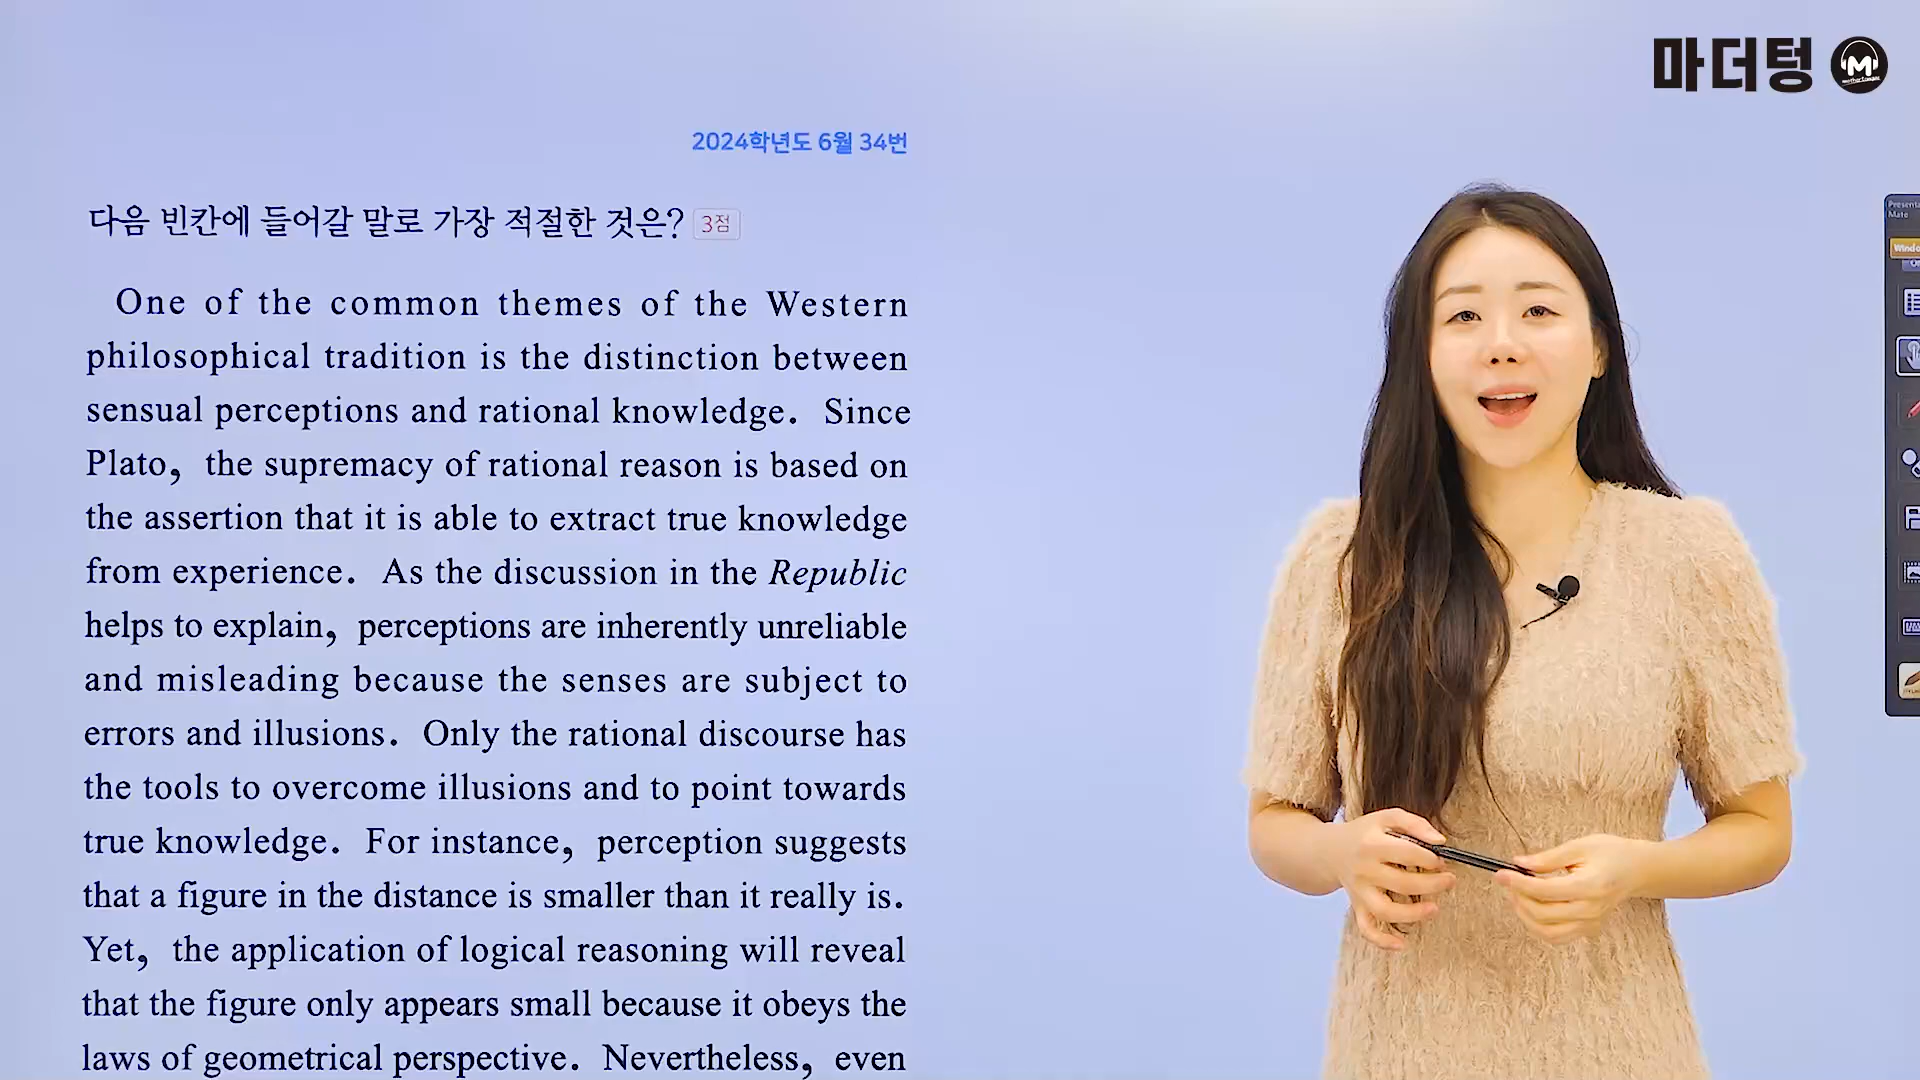 마더텅
M
2024학년도 6월 34번
다음 빈칸에 들어갈 말로 가장 적절한 것은? 3점
One of the common themes of the Western
philosophical tradition is the distinction between
sensual perceptions and rational knowledge. Since
Plato, the supremacy of rational reason is based on
the assertion that it is able to extract true knowledge
from experience. As the discussion in the Republic
helps to explain, perceptions are inherently unreliable
and misleading because the senses are subject to
errors and illusions. Only the rational discourse has
the tools to overcome illusions and to point towards
true knowledge. For instance, perception suggests
that a figure in the distance is smaller than it really is.
Yet, the application of logical reasoning will reveal
that the figure only appears small because it obeys the
laws of geometrical perspective. Nevertheless, even